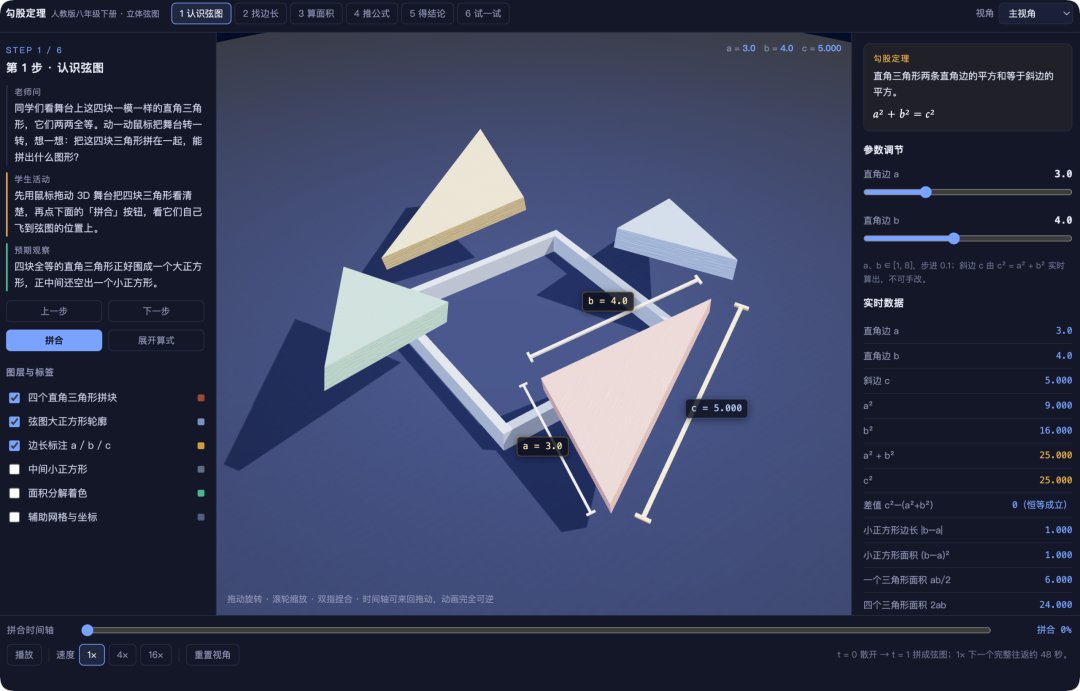 勾股定理 人教版八年级下册 · 立体弦图 1 认识弦图 2 找边长 3 算面积 4 推公式 5 得结论 6 试一试 视角 主视角
STEP 1 / 6
第 1 步 · 认识弦图
老师问
同学们看舞台上这四块一模一样的直角三角
形，它们两两全等。动一动鼠标把舞台转一
转，想一想：把这四块三角形拼在一起，能
拼出什么图形?
学生活动
先用鼠标拖动 3D 舞台把四块三角形看清
楚，再点下面的「拼合」按钮，看它们自己
飞到弦图的位置上。
预期观察
四块全等的直角三角形正好围成一个大正方
形，正中间还空出一个小正方形。
上一步 下一步
拼合 展开算式
图层与标签
四个直角三角形拼块
弦图大正方形轮廓
边长标注 a / b / c
中间小正方形
面积分解着色
辅助网格与坐标
a = 3.0 b = 4.0 c = 5.000
b = 4.0
c = 5.000
a = 3.0
拖动旋转 · 滚轮缩放 · 双指捏合 · 时间轴可来回拖动，动画完全可逆
勾股定理
直角三角形两条直角边的平方和等于斜边的
平方。
a² + b² = c²
参数调节
直角边 a 3.0
直角边 b 4.0
a、b ∈ [1, 8]，步进 0.1；斜边 c 由 c² = a² + b² 实时
算出，不可手改。
实时数据
直角边 a 3.0
直角边 b 4.0
斜边 c 5.000
a² 9.000
b² 16.000
a² + b² 25.000
c² 25.000
差值 c²−(a²+b²) 0（恒等成立）
小正方形边长 |b−a| 1.000
小正方形面积 (b−a)² 1.000
一个三角形面积 ab/2 6.000
四个三角形面积 2ab 24.000
拼合时间轴 拼合 0%
播放 速度 1× 4× 16× 重置视角 t = 0 散开 → t = 1 拼成弦图；1× 下一个完整往返约 48 秒。